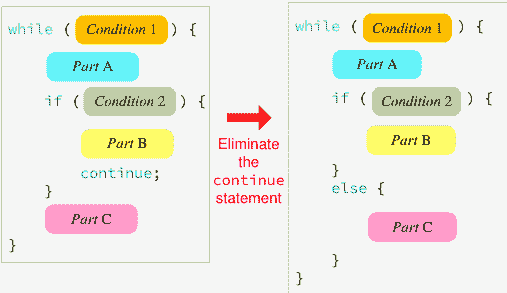 while ( Condition 1 ) {
Part A
if ( Condition 2 ) {
Part B
continue;
}
Part C
}
Eliminate
the
continue
statement
while ( Condition 1 ) {
Part A
if ( Condition 2 ) {
Part B
}
else {
Part C
}
}